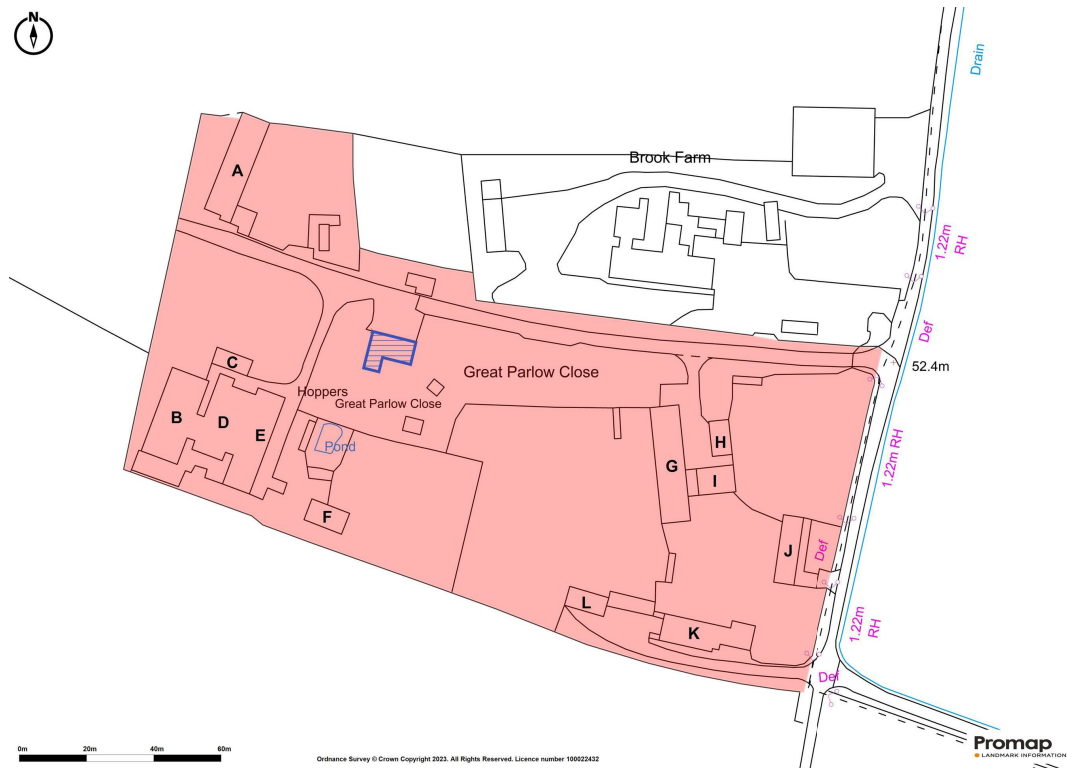 N
Drain
Brook Farm
A
1.22m
RH
Def
52.4m
C
Great Parlow Close
Hoppers
Great Parlow Close
B
D
E
Pond
H
G
I
1.22m RH
F
J
Def
L
K
1.22m
RH
Def
0m 20m 40m 60m
Ordnance Survey © Crown Copyright 2023. All Rights Reserved. Licence number 100022432
Promap
LANDMARK INFORMATION